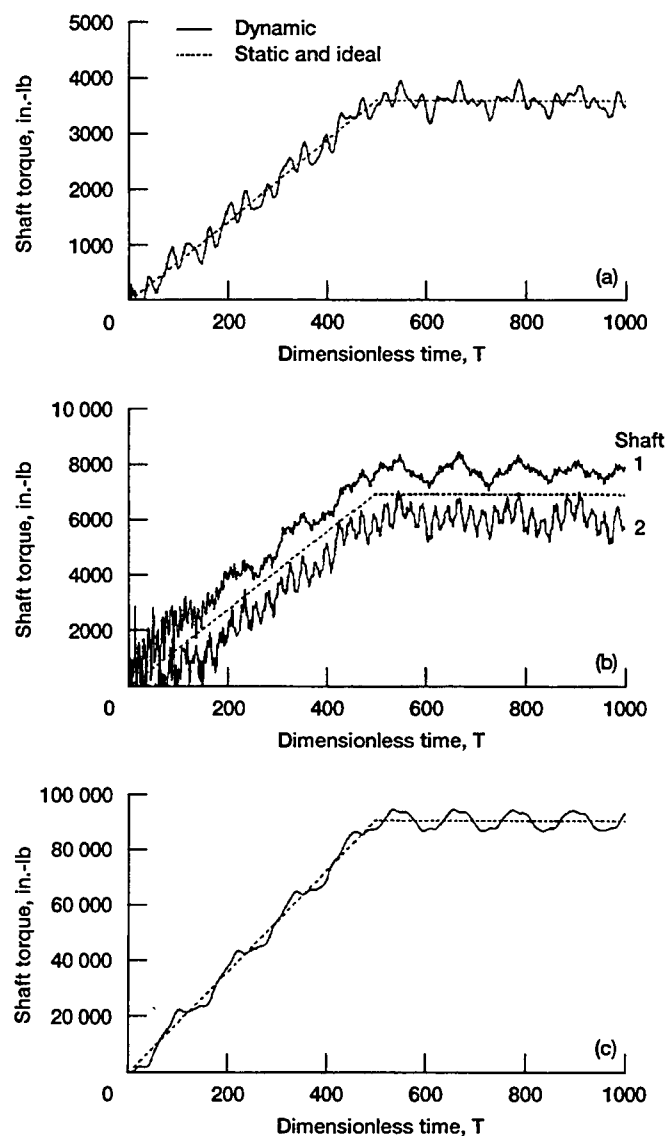 5000
4000
3000
2000
1000
0
Shaft torque, in.-lb
Dynamic
Static and ideal
(a)
200 400 600 800 1000
Dimensionless time, T
10 000
8000
6000
4000
2000
0
Shaft torque, in.-lb
Shaft
1
2
(b)
200 400 600 800 1000
Dimensionless time, T
100 000
80 000
60 000
40 000
20 000
0
Shaft torque, in.-lb
(c)
200 400 600 800 1000
Dimensionless time, T